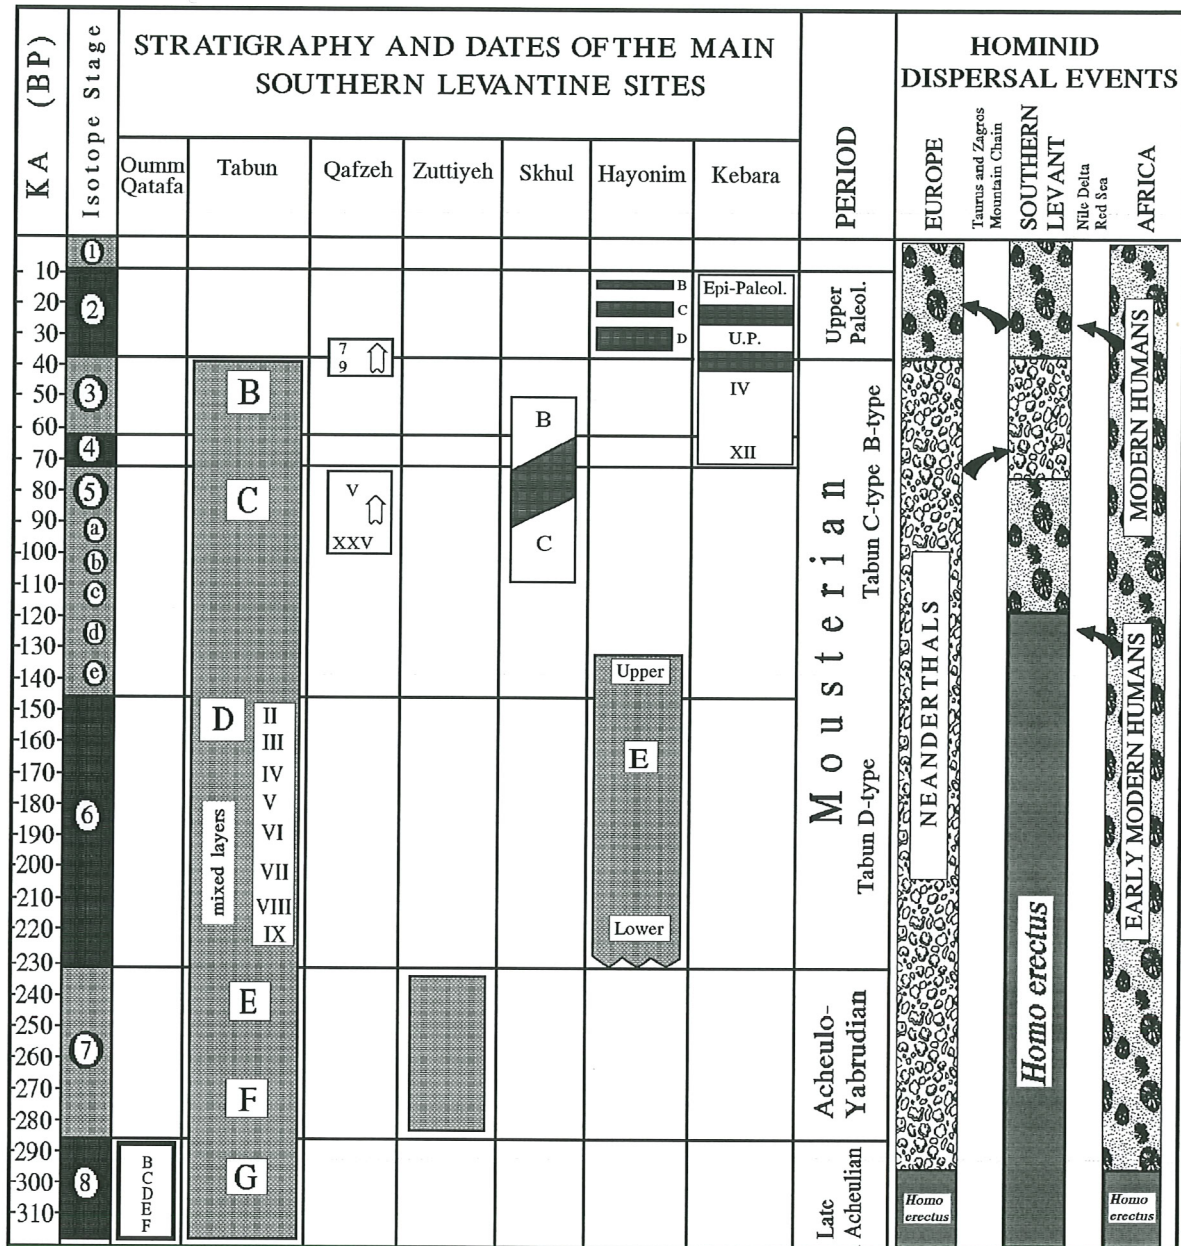 KA (BP)
Isotope Stage
STRATIGRAPHY AND DATES OF THE MAIN
SOUTHERN LEVANTINE SITES
Oumm
Qatafa
Tabun
Qafzeh
Zuttiyeh
Skhul
Hayonim
Kebara
PERIOD
HOMINID
DISPERSAL EVENTS
EUROPE
Taurus and Zagros
Mountain Chain
SOUTHERN
LEVANT
Nile Delta
Red Sea
AFRICA
10
20
30
40
50
60
70
80
90
100
110
120
130
140
150
160
170
180
190
200
210
220
230
240
250
260
270
280
290
300
310
1
2
3
4
5
a
b
c
d
e
6
7
8
B
C
D
E
F
B
C
D
mixed layers
II
III
IV
V
VI
VII
VIII
IX
E
F
G
7
9
V
XXV
B
C
B
C
D
Upper
E
Lower
Epi-Paleol.
U.P.
IV
XII
Upper
Paleol.
Mousterian
Tabun D-type
Tabun C-type
B-type
Acheulo-
Yabrudian
Late
Acheulian
NEANDERTHALS
Homo
erectus
Homo erectus
MODERN HUMANS
EARLY MODERN HUMANS
Homo
erectus